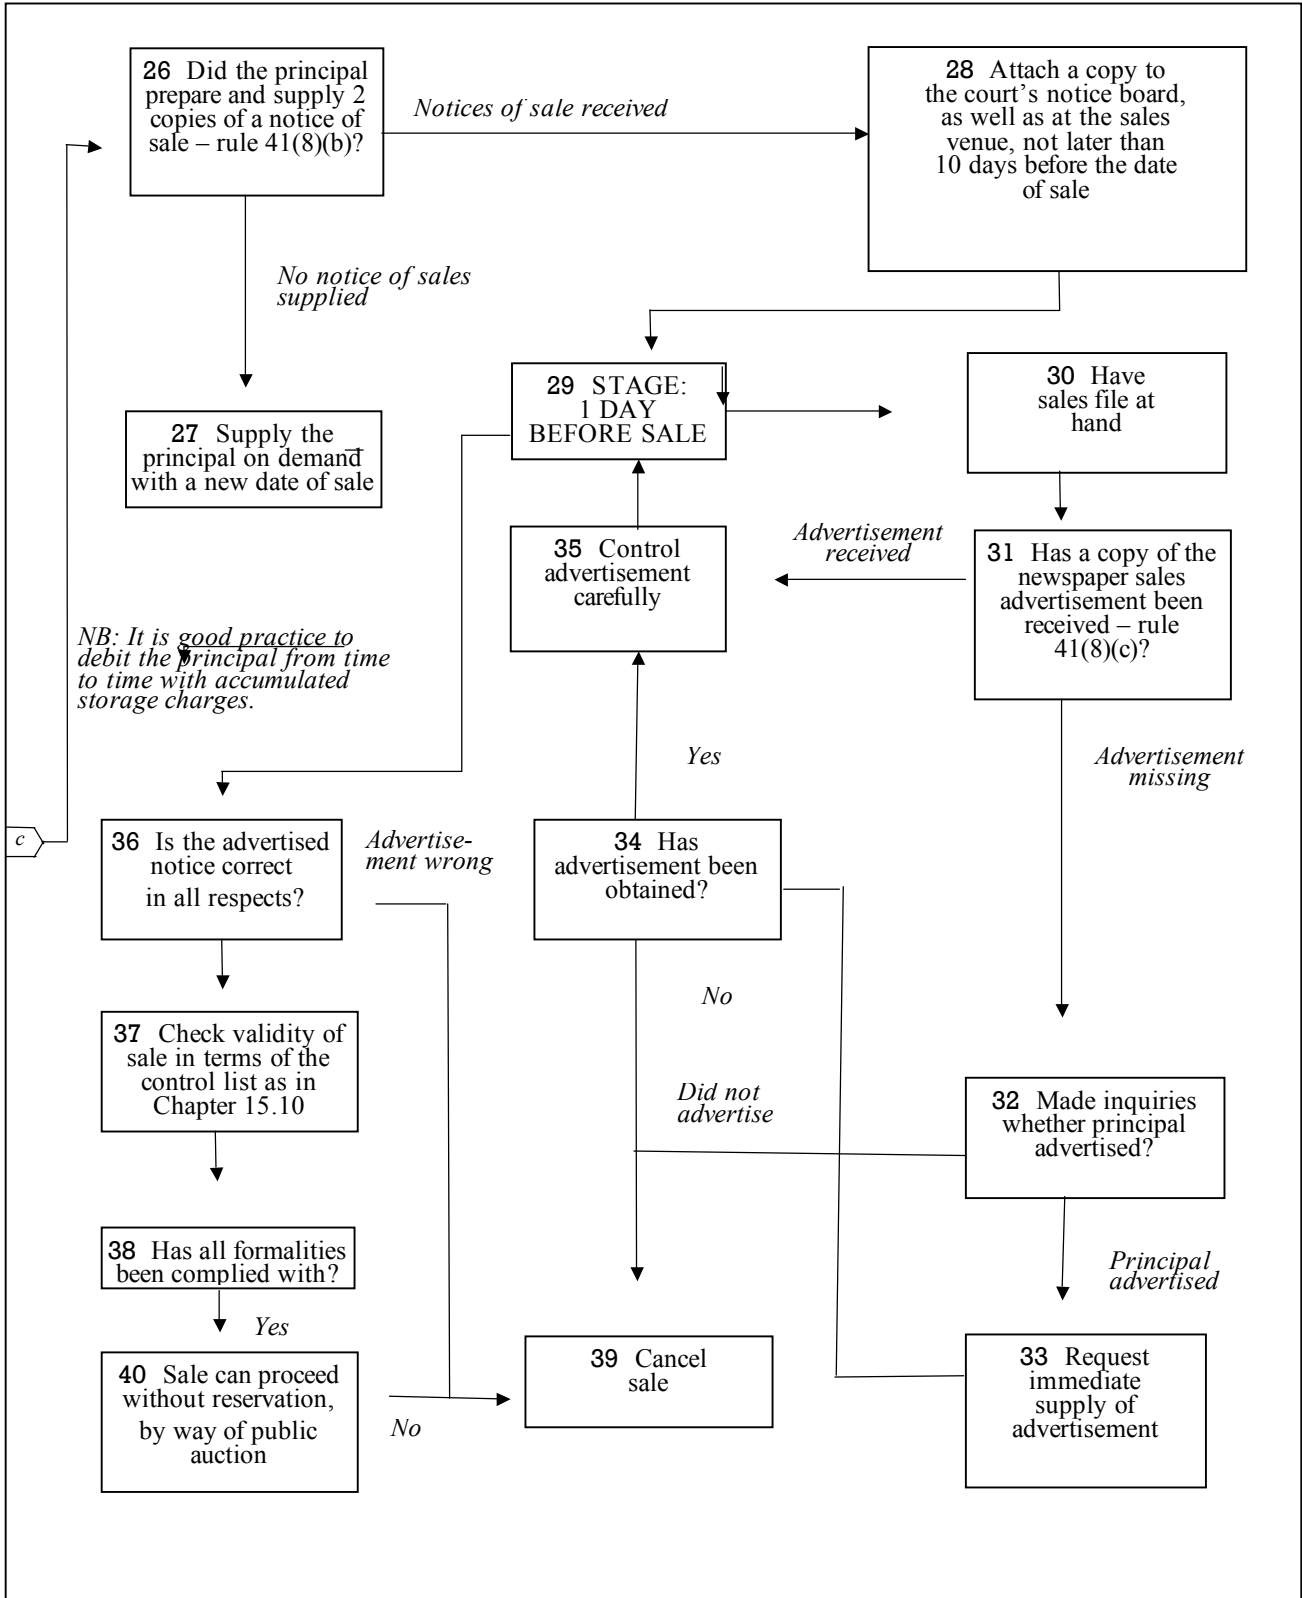 26 Did the principal
prepare and supply 2
copies of a notice of
sale – rule 41(8)(b)?
Notices of sale received
28 Attach a copy to
the court's notice board,
as well as at the sales
venue, not later than
10 days before the date
of sale
No notice of sales
supplied
27 Supply the
principal on demand
with a new date of sale
29 STAGE:
1 DAY
BEFORE SALE
30 Have
sales file at
hand
35 Control
advertisement
carefully
Advertisement
received
31 Has a copy of the
newspaper sales
advertisement been
received – rule
41(8)(c)?
NB: It is good practice to
debit the principal from time
to time with accumulated
storage charges.
Yes
Advertisement
missing
c
36 Is the advertised
notice correct
in all respects?
Advertise-
ment wrong
34 Has
advertisement been
obtained?
No
37 Check validity of
sale in terms of the
control list as in
Chapter 15.10
Did not
advertise
32 Made inquiries
whether principal
advertised?
38 Has all formalities
been complied with?
Principal
advertised
Yes
40 Sale can proceed
without reservation,
by way of public
auction
No
39 Cancel
sale
33 Request
immediate
supply of
advertisement